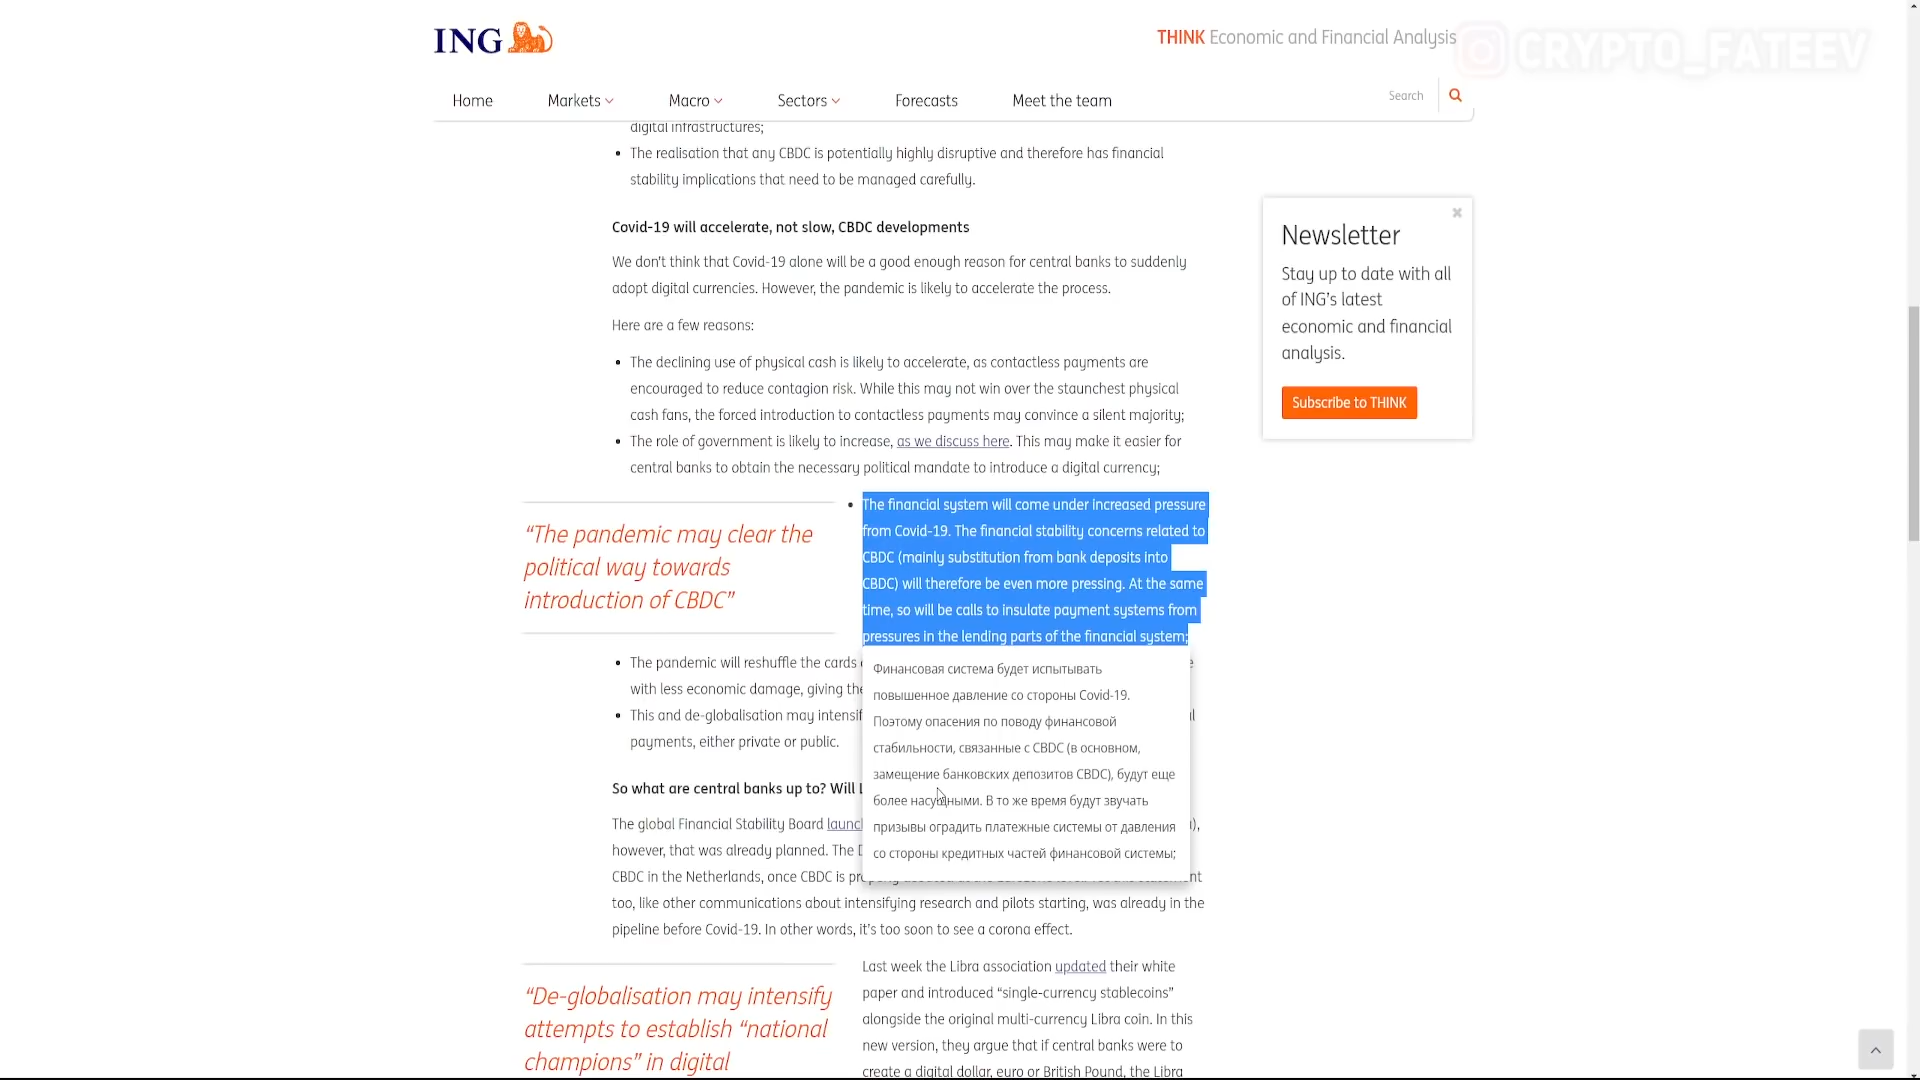 ING
THINK Economic and Financial Analysis
CRYPTO_FATEEV
Home
Markets
Macro
Sectors
Forecasts
Meet the team
Search
digital infrastructures;
• The realisation that any CBDC is potentially highly disruptive and therefore has financial
stability implications that need to be managed carefully.
Covid-19 will accelerate, not slow, CBDC developments
We don't think that Covid-19 alone will be a good enough reason for central banks to suddenly
adopt digital currencies. However, the pandemic is likely to accelerate the process.
Here are a few reasons:
• The declining use of physical cash is likely to accelerate, as contactless payments are
encouraged to reduce contagion risk. While this may not win over the staunchest physical
cash fans, the forced introduction to contactless payments may convince a silent majority;
• The role of government is likely to increase, as we discuss here. This may make it easier for
central banks to obtain the necessary political mandate to introduce a digital currency;
“The pandemic may clear the
political way towards
introduction of CBDC”
• The financial system will come under increased pressure
from Covid-19. The financial stability concerns related to
CBDC (mainly substitution from bank deposits into
CBDC) will therefore be even more pressing. At the same
time, so will be calls to insulate payment systems from
pressures in the lending parts of the financial system;
Финансовая система будет испытывать
повышенное давление со стороны Covid-19.
Поэтому опасения по поводу финансовой
стабильности, связанные с CBDC (в основном,
замещение банковских депозитов CBDC), будут еще
более насущными. В то же время будут звучать
призывы оградить платежные системы от давления
со стороны кредитных частей финансовой системы;
• The pandemic will reshuffle the cards
with less economic damage, giving
• This and de-globalisation may
payments, either private or public.
So what are central banks up to? Will
The global Financial Stability Board
however, that was already planned. The
CBDC in the Netherlands, once CBDC is
too, like other communications about intensifying research and pilots starting, was already in the
pipeline before Covid-19. In other words, it's too soon to see a corona effect.
“De-globalisation may intensify
attempts to establish “national
champions” in digital
Last week the Libra association updated their white
paper and introduced “single-currency stablecoins”
alongside the original multi-currency Libra coin. In this
new version, they argue that if central banks were to
create a digital dollar, euro or British Pound, the Libra
Newsletter
Stay up to date with all
of ING's latest
economic and financial
analysis.
Subscribe to THINK